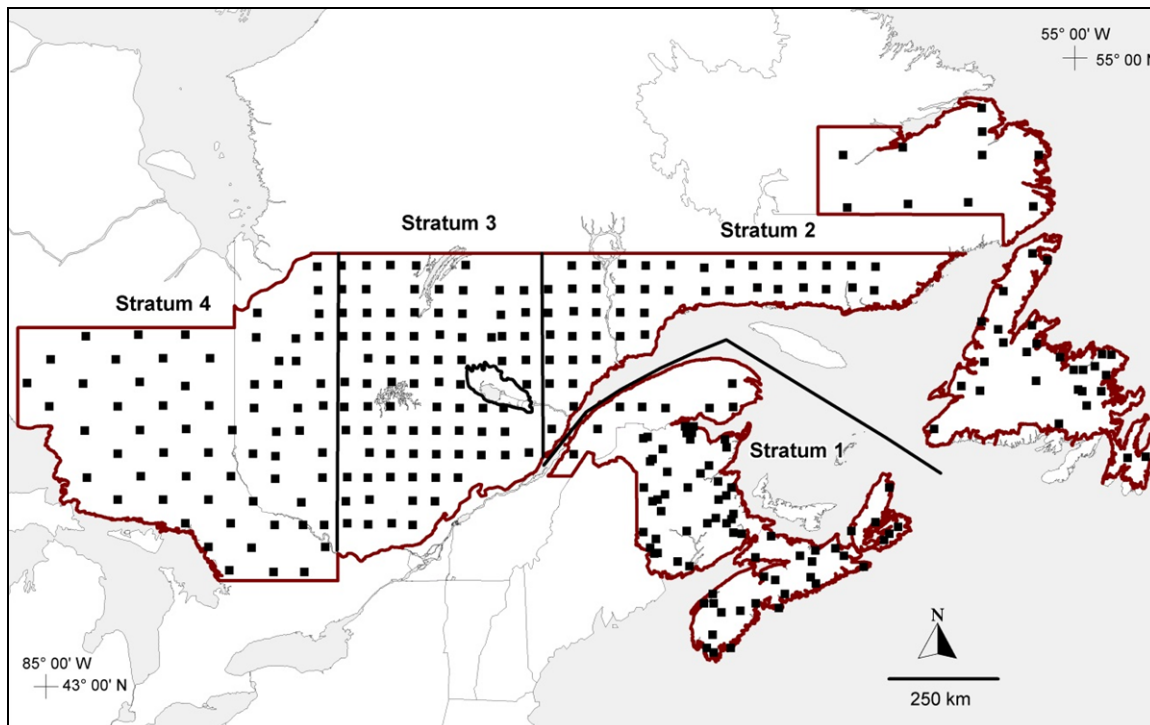 55° 00' W
55° 00 N
Stratum 3
Stratum 2
Stratum 4
Stratum 1
N
85° 00' W
43° 00' N
250 km